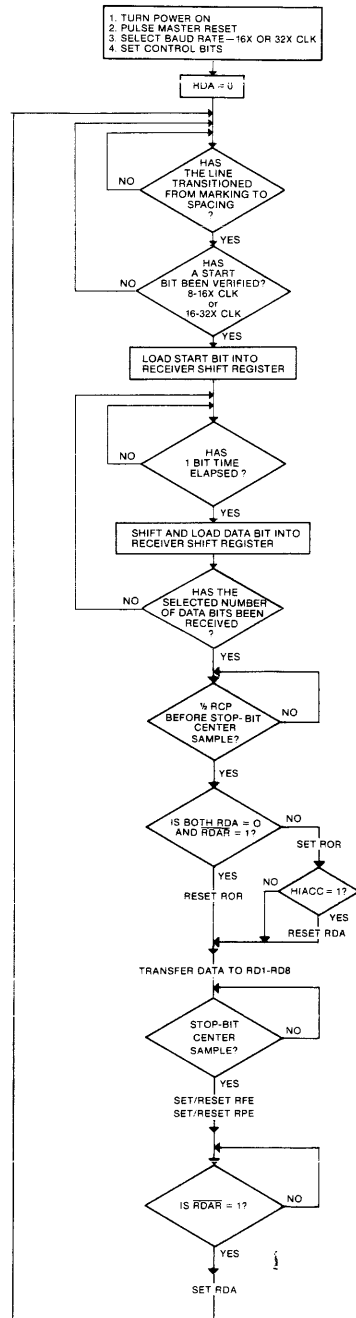 1. TURN POWER ON
2. PULSE MASTER RESET
3. SELECT BAUD RATE—16X OR 32X CLK
4. SET CONTROL BITS
RDA = 0
HAS
THE LINE
TRANSITIONED
FROM MARKING TO
SPACING
?
NO
YES
HAS
A START
BIT BEEN VERIFIED?
8-16X CLK
or
16-32X CLK
NO
YES
LOAD START BIT INTO
RECEIVER SHIFT REGISTER
HAS
1 BIT TIME
ELAPSED ?
NO
YES
SHIFT AND LOAD DATA BIT INTO
RECEIVER SHIFT REGISTER
HAS THE
SELECTED NUMBER
OF DATA BITS BEEN
RECEIVED
?
NO
YES
½ RCP
BEFORE STOP-BIT
CENTER
SAMPLE?
NO
YES
IS BOTH RDA = 0
AND R̅D̅A̅R̅ = 1?
NO
SET ROR
YES
RESET ROR
NO
HIACC = 1?
YES
RESET RDA
TRANSFER DATA TO RD1-RD8
STOP-BIT
CENTER
SAMPLE?
NO
YES
SET/RESET RFE
SET/RESET RPE
IS R̅D̅A̅R̅ = 1?
NO
YES
SET RDA